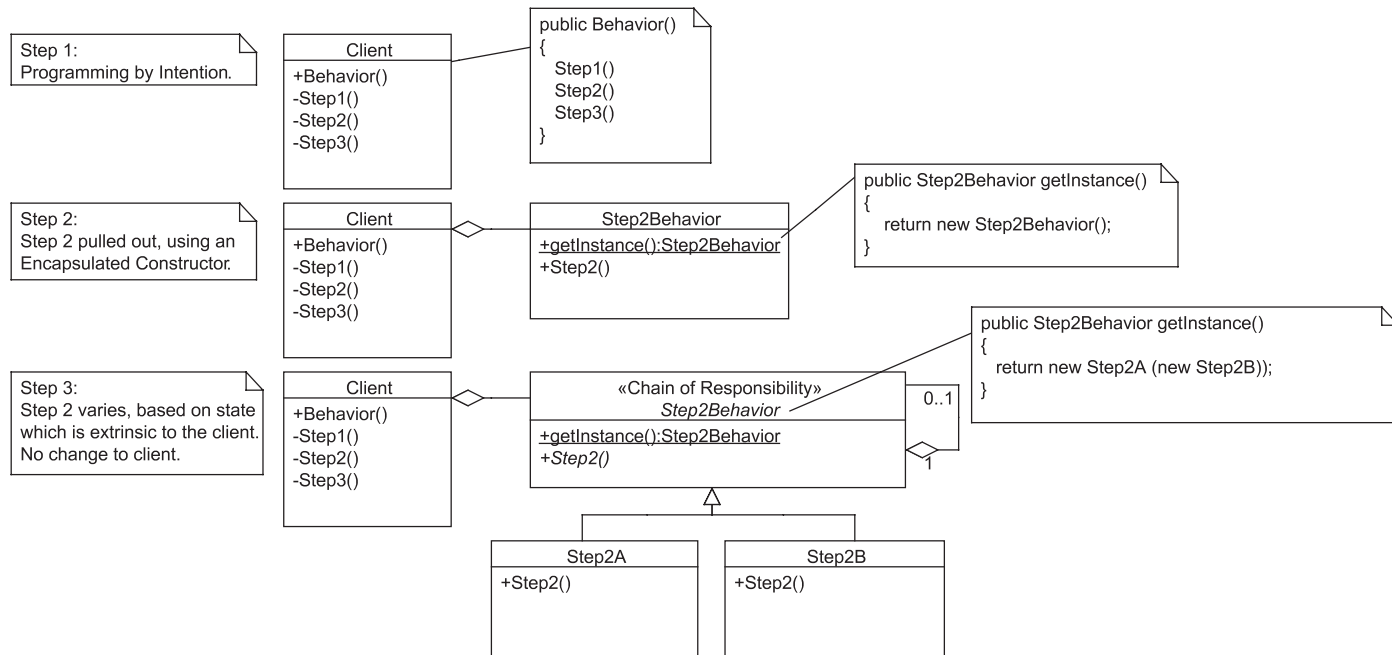 Step 1:
Programming by Intention.
Client
+Behavior()
-Step1()
-Step2()
-Step3()
public Behavior()
{
Step1()
Step2()
Step3()
}
Step 2:
Step 2 pulled out, using an
Encapsulated Constructor.
Client
+Behavior()
-Step1()
-Step2()
-Step3()
Step2Behavior
+getInstance():Step2Behavior
+Step2()
public Step2Behavior getInstance()
{
return new Step2Behavior();
}
Step 3:
Step 2 varies, based on state
which is extrinsic to the client.
No change to client.
Client
+Behavior()
-Step1()
-Step2()
-Step3()
«Chain of Responsibility»
Step2Behavior
+getInstance():Step2Behavior
+Step2()
0..1
1
public Step2Behavior getInstance()
{
return new Step2A (new Step2B));
}
Step2A
+Step2()
Step2B
+Step2()